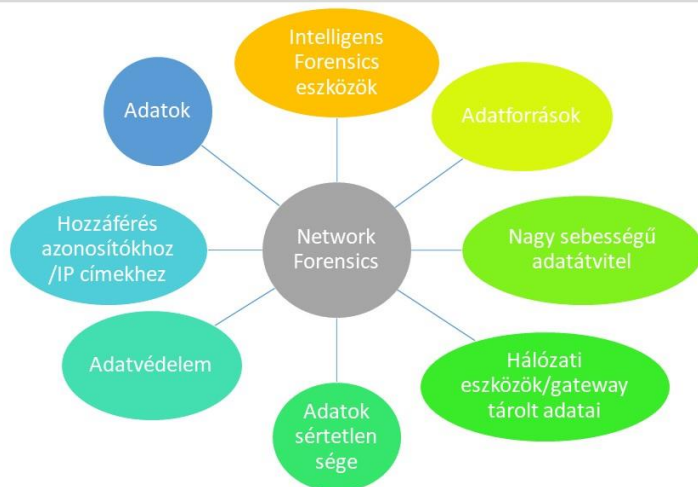 Intelligens
Forensics
eszközök
Adatok
Adatforrások
Hozzáférés
azonosítókhoz
/IP címekhez
Network
Forensics
Nagy sebességű
adatátvitel
Adatvédelem
Hálózati
eszközök/gateway
tárolt adatai
Adatok
sértetlen
sége